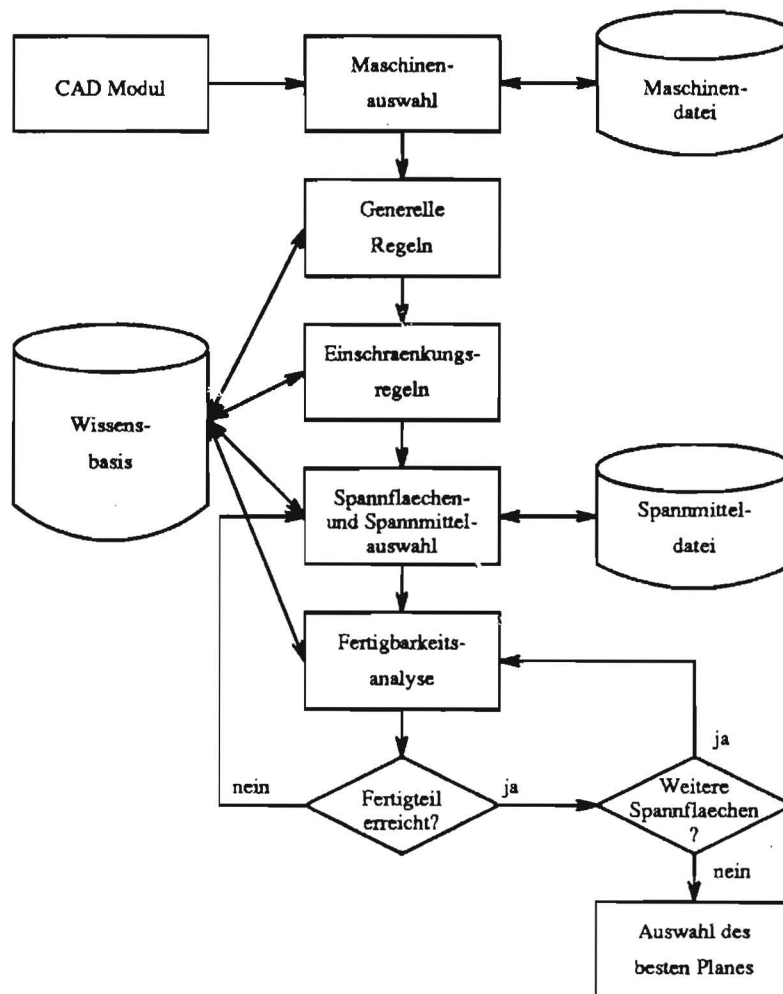 CAD Modul
Maschinen-
auswahl
Maschinen-
datei
Generelle
Regeln
Einschraenkungs-
regeln
Wissens-
basis
Spannflaechen-
und Spannmittel-
auswahl
Spannmittel-
datei
Fertigbarkeits-
analyse
ja
nein
Fertigteil
erreicht?
ja
Weitere
Spannflaechen
?
nein
Auswahl des
besten Planes